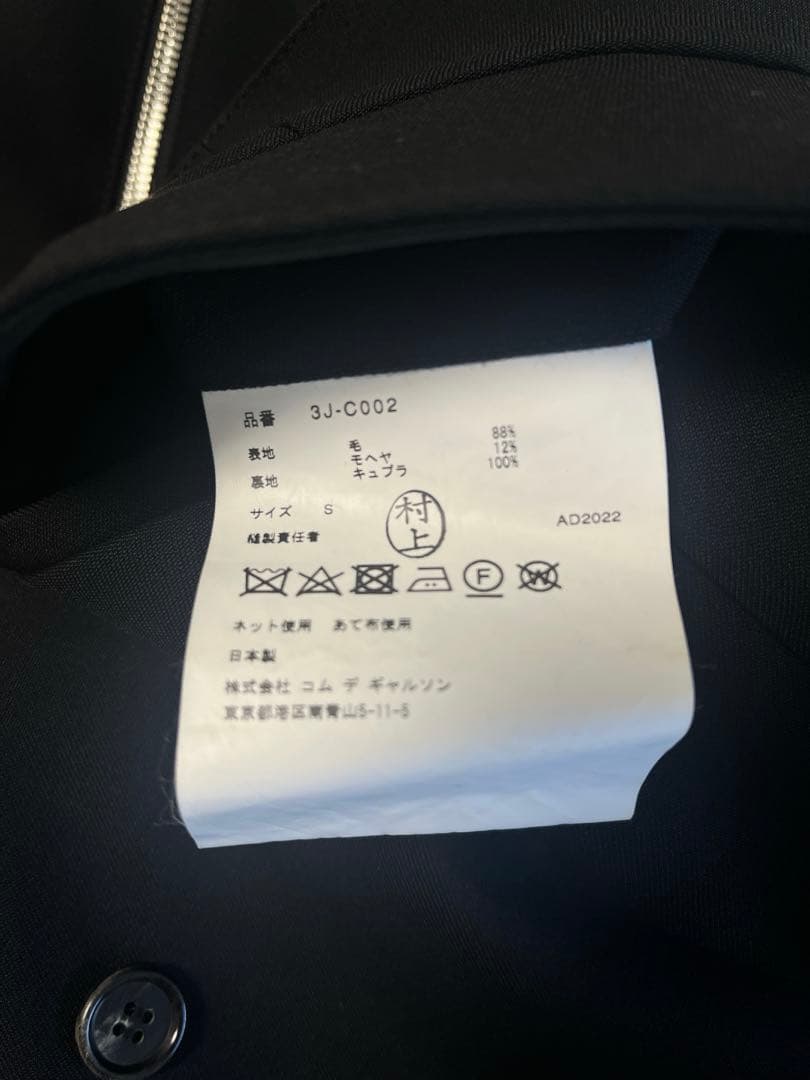 品番 3J-C002
表地 毛 88%
モヘヤ 12%
裏地 キュプラ 100%
サイズ S
村上
AD2022
縫製責任者
F W
ネット使用 あて布使用
日本製
株式会社 コム デ ギャルソン
東京都港区南青山5-11-5